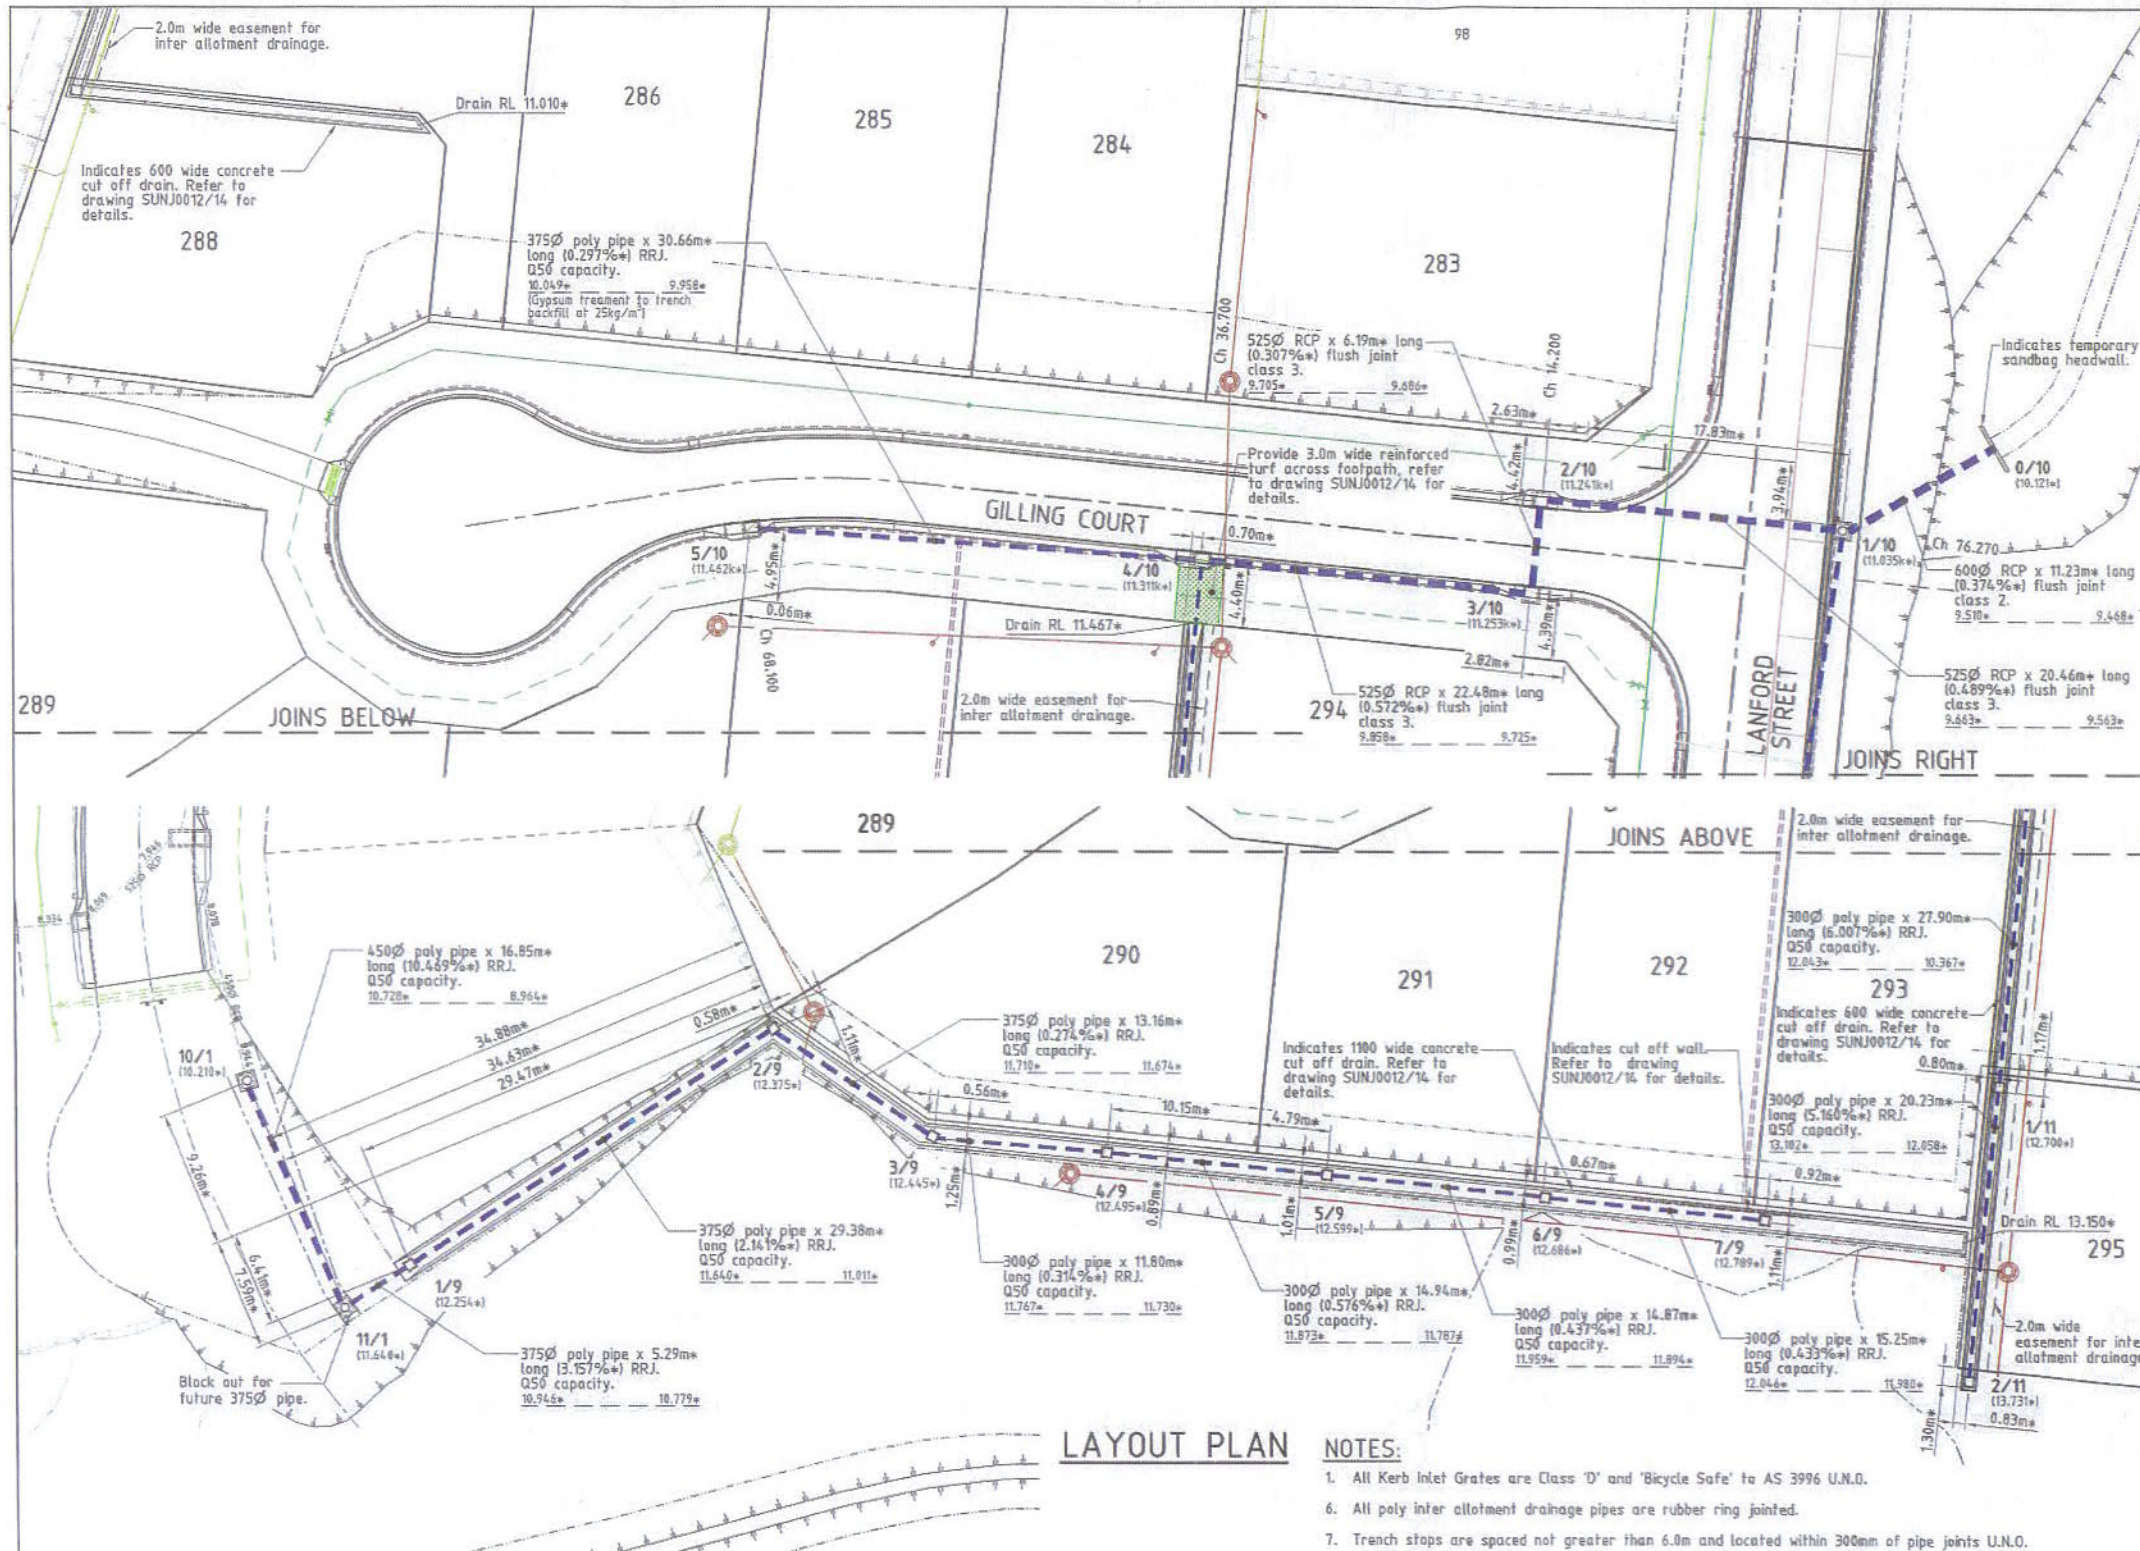 2.0m wide easement for
inter allotment drainage.
Drain RL 11.010*
286
285
284
98
Indicates 600 wide concrete
cut off drain. Refer to
drawing SUNJ0012/14 for
details.
288
375Ø poly pipe x 30.66m*
long (0.297%*) RRJ.
Q50 capacity.
10.049* 9.958*
(Gypsum treament to trench
backfill at 25kg/m²)
283
Ch 36.700
525Ø RCP x 6.19m* long
(0.307%*) flush joint
class 3.
9.705* 9.686*
Ch 14.200
2.63m*
17.83m*
4.42m*
3.94m*
Indicates temporary
sandbag headwall.
Provide 3.0m wide reinforced
turf across footpath, refer
to drawing SUNJ0012/14 for
details.
2/10
(11.241k*)
0/10
(10.121*)
GILLING COURT
0.70m*
5/10
(11.462k*)
4.56m*
0.06m*
4/10
(11.311k*)
4.40m*
3/10
(11.253k*)
4.39m*
2.82m*
1/10
(11.035k*)
Ch 76.270
600Ø RCP x 11.23m* long
(0.374%*) flush joint
class 2.
9.510* 9.468*
Drain RL 11.467*
Ch 68.100
2.0m wide easement for
inter allotment drainage.
294
525Ø RCP x 22.48m* long
(0.572%*) flush joint
class 3.
9.858* 9.725*
LANFORD
STREET
525Ø RCP x 20.46m* long
(0.489%*) flush joint
class 3.
9.663* 9.563*
289
JOINS BELOW
JOINS RIGHT
289
JOINS ABOVE
2.0m wide easement for
inter allotment drainage.
525Ø RCP
8.934
8.069
8.078
450Ø poly pipe x 16.85m*
long (10.469%*) RRJ.
Q50 capacity.
10.728* 8.964*
34.88m*
34.63m*
29.47m*
0.58m*
1.11m*
290
291
292
293
300Ø poly pipe x 27.90m*
long (6.007%*) RRJ.
Q50 capacity.
12.043* 10.367*
10/1
(10.210*)
2/9
(12.375*)
375Ø poly pipe x 13.16m*
long (0.274%*) RRJ.
Q50 capacity.
11.710* 11.674*
0.56m*
10.15m*
4.79m*
Indicates 1100 wide concrete
cut off drain. Refer to
drawing SUNJ0012/14 for
details.
Indicates cut off wall.
Refer to drawing
SUNJ0012/14 for details.
Indicates 600 wide concrete
cut off drain. Refer to
drawing SUNJ0012/14 for
details.
0.80m*
1.17m*
300Ø poly pipe x 20.23m*
long (5.160%*) RRJ.
Q50 capacity.
13.102* 12.058*
1/11
(12.700*)
9.26m*
6.41m*
7.59m*
3/9
(12.445*)
1.25m*
4/9
(12.495*)
0.89m*
5/9
(12.599*)
1.01m*
0.67m*
6/9
(12.686*)
0.99m*
7/9
(12.789*)
1.11m*
0.92m*
Drain RL 13.150*
295
375Ø poly pipe x 29.38m*
long (2.141%*) RRJ.
Q50 capacity.
11.640* 11.011*
1/9
(12.254*)
11/1
(11.640*)
300Ø poly pipe x 11.80m*
long (0.314%*) RRJ.
Q50 capacity.
11.767* 11.730*
300Ø poly pipe x 14.94m*
long (0.576%*) RRJ.
Q50 capacity.
11.873* 11.787*
300Ø poly pipe x 14.87m*
long (0.437%*) RRJ.
Q50 capacity.
11.959* 11.894*
300Ø poly pipe x 15.25m*
long (0.433%*) RRJ.
Q50 capacity.
12.046* 11.980*
2.0m wide
easement for inte
allotment drainage
Block out for
future 375Ø pipe.
375Ø poly pipe x 5.29m*
long (3.157%*) RRJ.
Q50 capacity.
10.946* 10.779*
2/11
(13.731*)
0.83m*
1.30m*
LAYOUT PLAN
NOTES:
1. All Kerb Inlet Grates are Class 'D' and 'Bicycle Safe' to AS 3996 U.N.O.
6. All poly inter allotment drainage pipes are rubber ring jointed.
7. Trench stops are spaced not greater than 6.0m and located within 300mm of pipe joints U.N.O.